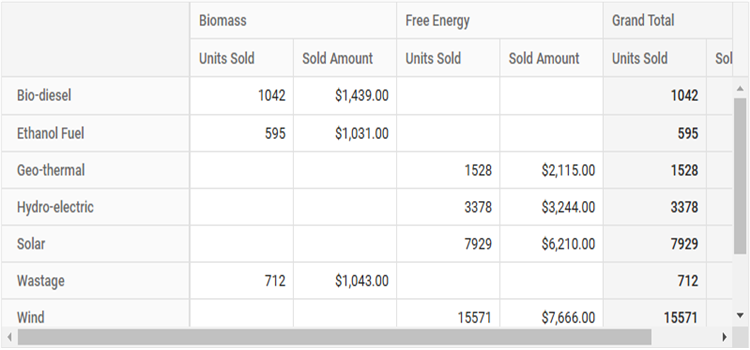 Biomass Free Energy Grand Total
Units Sold Sold Amount Units Sold Sold Amount Units Sold Sol
Bio-diesel 1042 $1,439.00 1042
Ethanol Fuel 595 $1,031.00 595
Geo-thermal 1528 $2,115.00 1528
Hydro-electric 3378 $3,244.00 3378
Solar 7929 $6,210.00 7929
Wastage 712 $1,043.00 712
Wind 15571 $7,666.00 15571